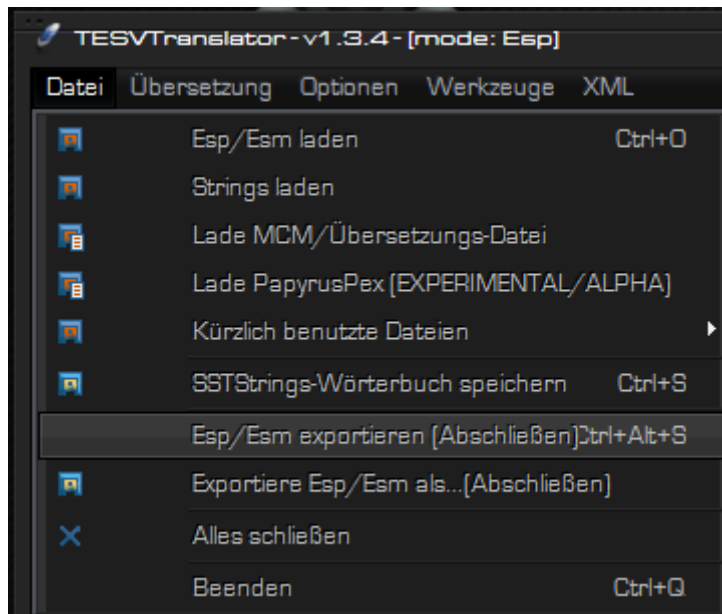 TESVTranslator - v1.3.4 - [mode: Esp]
Datei Übersetzung Optionen Werkzeuge XML
Esp/Esm laden Ctrl+O
Strings laden
Lade MCM/Übersetzungs-Datei
Lade PapyrusPex (EXPERIMENTAL/ALPHA)
Kürzlich benutzte Dateien
SSTStrings-Wörterbuch speichern Ctrl+S
Esp/Esm exportieren (Abschließen) Ctrl+Alt+S
Exportiere Esp/Esm als...(Abschließen)
Alles schließen
Beenden Ctrl+Q